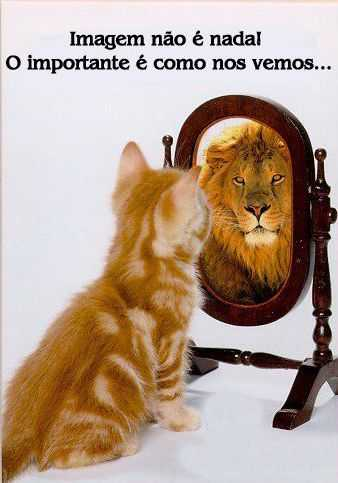 Imagem não é nada!
O importante é como nos vemos...